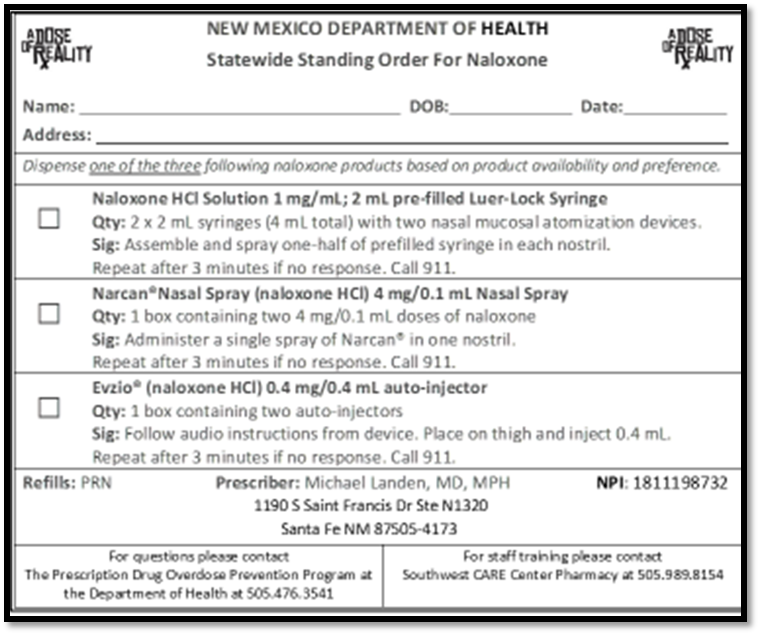 A DOSE
OF REALITY
NEW MEXICO DEPARTMENT OF HEALTH
A DOSE
OF REALITY
Statewide Standing Order For Naloxone
Name: ________________ DOB:________ Date:________
Address: ________________
Dispense one of the three following naloxone products based on product availability and preference.
Naloxone HCl Solution 1 mg/mL; 2 mL pre-filled Luer-Lock Syringe
Qty: 2 x 2 mL syringes (4 mL total) with two nasal mucosal atomization devices.
Sig: Assemble and spray one-half of prefilled syringe in each nostril.
Repeat after 3 minutes if no response. Call 911.
Narcan®Nasal Spray (naloxone HCl) 4 mg/0.1 mL Nasal Spray
Qty: 1 box containing two 4 mg/0.1 mL doses of naloxone
Sig: Administer a single spray of Narcan® in one nostril.
Repeat after 3 minutes if no response. Call 911.
Evzio® (naloxone HCl) 0.4 mg/0.4 mL auto-injector
Qty: 1 box containing two auto-injectors
Sig: Follow audio instructions from device. Place on thigh and inject 0.4 mL.
Repeat after 3 minutes if no response. Call 911.
Refills: PRN Prescriber: Michael Landen, MD, MPH NPI: 1811198732
1190 S Saint Francis Dr Ste N1320
Santa Fe NM 87505-4173
For questions please contact
The Prescription Drug Overdose Prevention Program at
the Department of Health at 505.476.3541
For staff training please contact
Southwest CARE Center Pharmacy at 505.989.8154